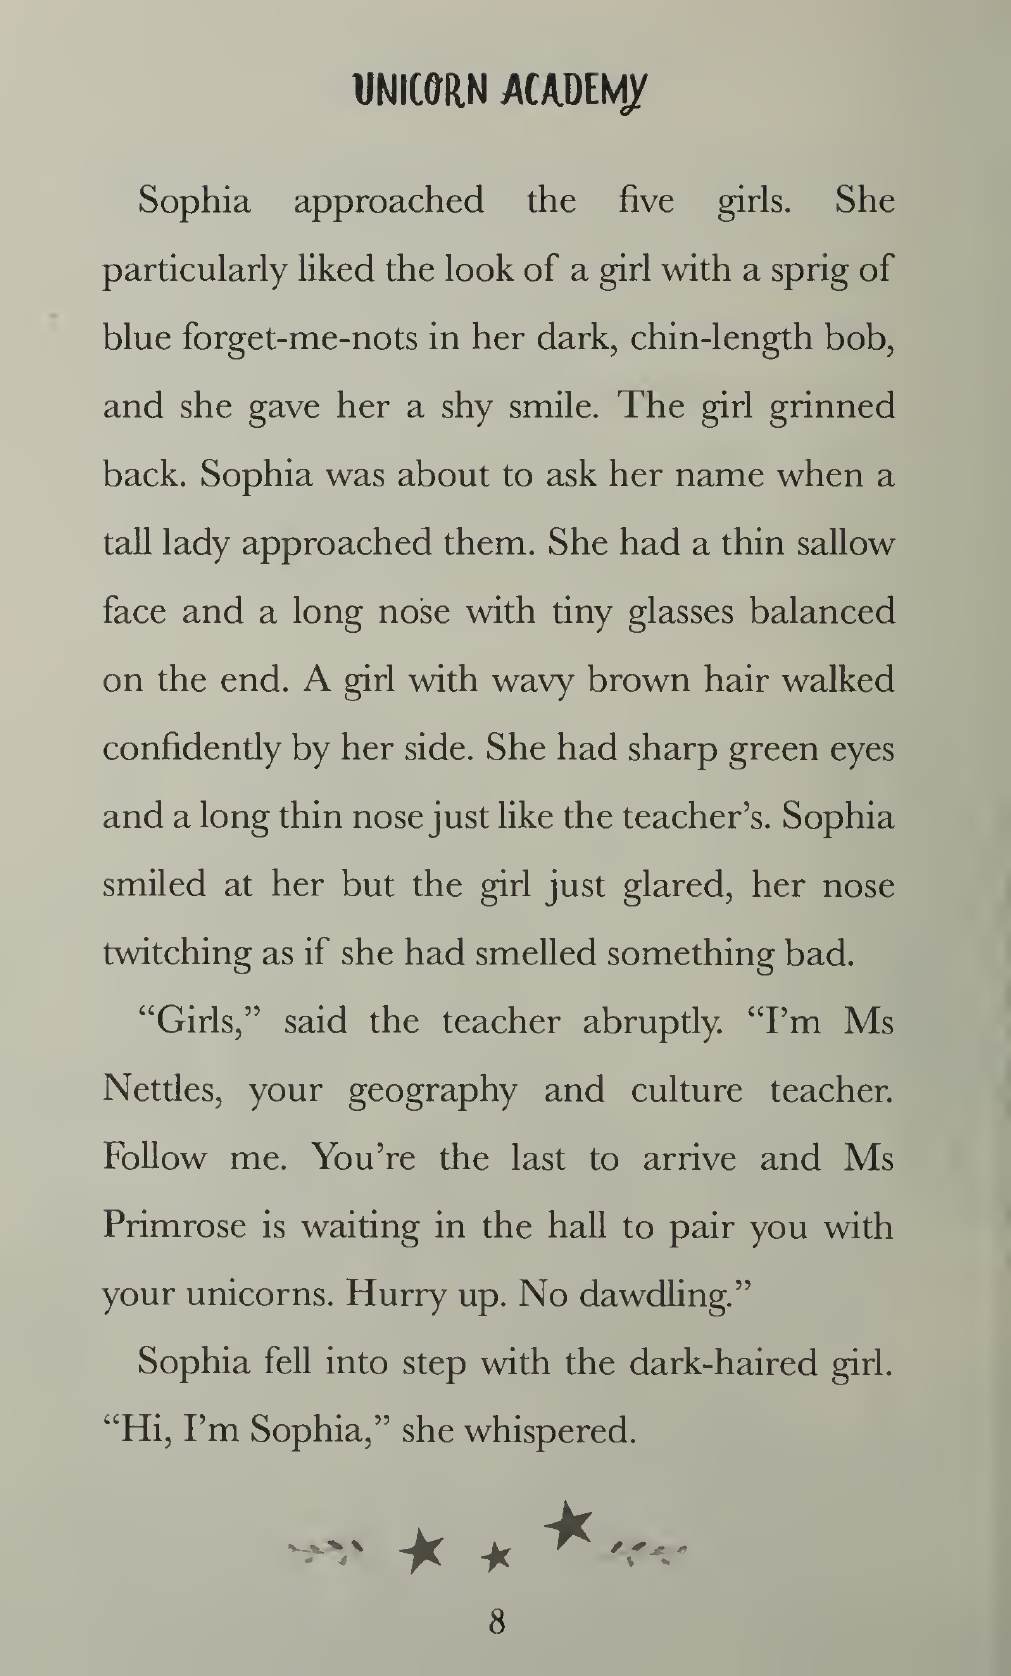 UNICORN ACADEMY
Sophia approached the five girls. She
particularly liked the look of a girl with a sprig of
blue forget-me-nots in her dark, chin-length bob,
and she gave her a shy smile. The girl grinned
back. Sophia was about to ask her name when a
tall lady approached them. She had a thin sallow
face and a long nose with tiny glasses balanced
on the end. A girl with wavy brown hair walked
confidently by her side. She had sharp green eyes
and a long thin nose just like the teacher’s. Sophia
smiled at her but the girl just glared, her nose
twitching as if she had smelled something bad.
“Girls,” said the teacher abruptly. “I’m Ms
Nettles, your geography and culture teacher.
Follow me. You’re the last to arrive and Ms
Primrose is waiting in the hall to pair you with
your unicorns. Hurry up. No dawdling.”
Sophia fell into step with the dark-haired girl.
“Hi, I’m Sophia,” she whispered.
8